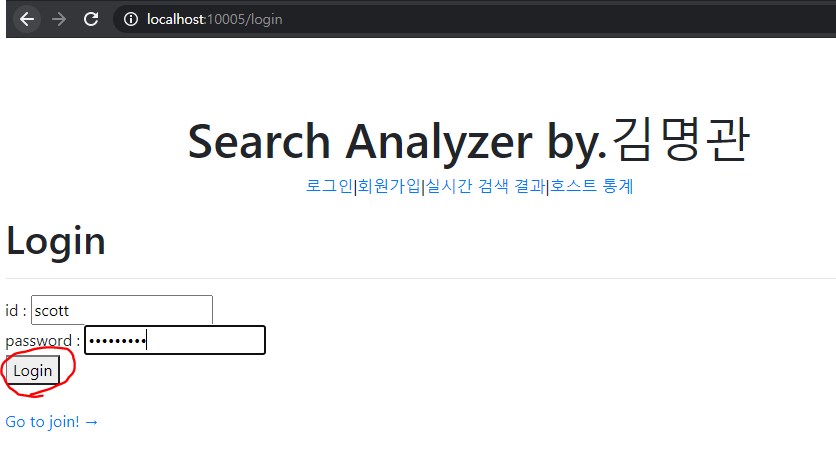 localhost:10005/login
Search Analyzer by.김명관
로그인|회원가입|실시간 검색 결과|호스트 통계
Login
id : scott
password : •••••••••
Login
Go to join! →